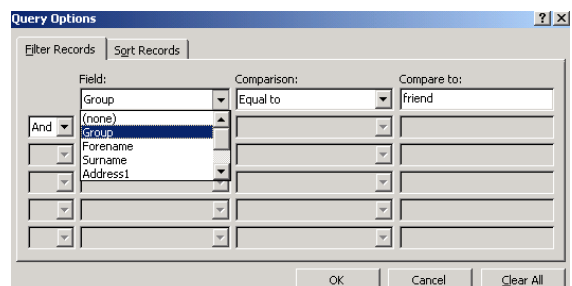 Query Options
? X
Filter Records Sort Records
Field: Comparison: Compare to:
Group Equal to friend
And (none)
Group
Forename
Surname
Address1
OK Cancel Clear All